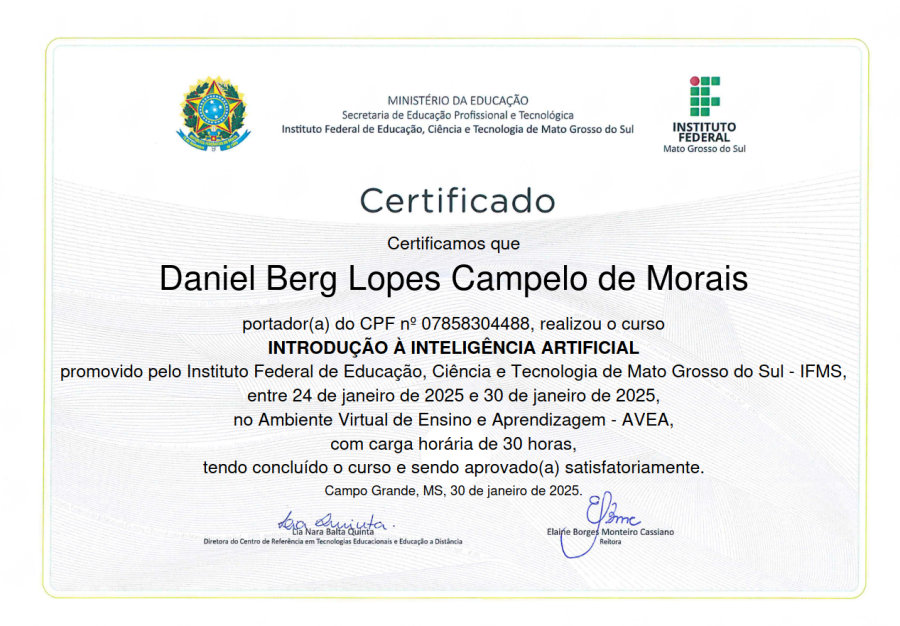 MINISTÉRIO DA EDUCAÇÃO
Secretaria de Educação Profissional e Tecnológica
Instituto Federal de Educação, Ciência e Tecnologia de Mato Grosso do Sul
INSTITUTO
FEDERAL
Mato Grosso do Sul
Certificado
Certificamos que
Daniel Berg Lopes Campelo de Morais
portador(a) do CPF nº 07858304488, realizou o curso
INTRODUÇÃO À INTELIGÊNCIA ARTIFICIAL
promovido pelo Instituto Federal de Educação, Ciência e Tecnologia de Mato Grosso do Sul - IFMS,
entre 24 de janeiro de 2025 e 30 de janeiro de 2025,
no Ambiente Virtual de Ensino e Aprendizagem - AVEA,
com carga horária de 30 horas,
tendo concluído o curso e sendo aprovado(a) satisfatoriamente.
Campo Grande, MS, 30 de janeiro de 2025.
Lia Nara Balta Quinta
Diretora do Centro de Referência em Tecnologias Educacionais e Educação a Distância
Elaine Borges Monteiro Cassiano
Reitora